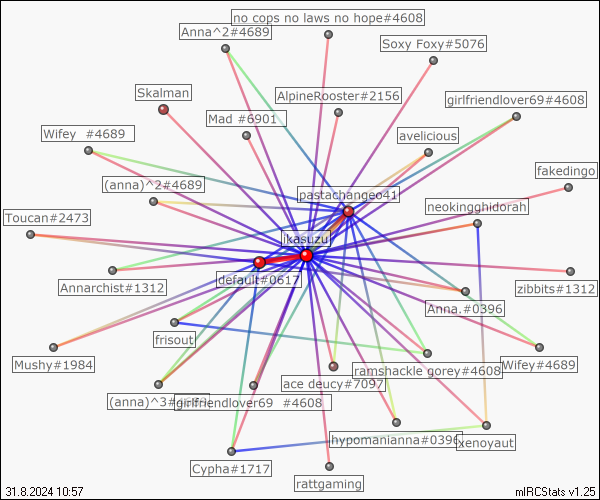 no cops no laws no hope#4608
Anna^2#4689
Soxy Foxy#5076
Skalman
AlpineRooster#2156
girlfriendlover69#4608
Mad #6901
Wifey #4689
avelicious
fakedingo
(anna)^2#4689
pastachangeo41
neokingghidorah
Toucan#2473
ikasuzu
default#0617
Annarchist#1312
zibbits#1312
Anna.#0396
frisout
Mushy#1984
ramshackle gorey#4608
Wifey#4689
ace deucy#7097
(anna)^3#
girlfriendlover69 #4608
hypomanianna#0396
xenoyaut
Cypha#1717
rattgaming
31.8.2024 10:57
mIRCStats v1.25